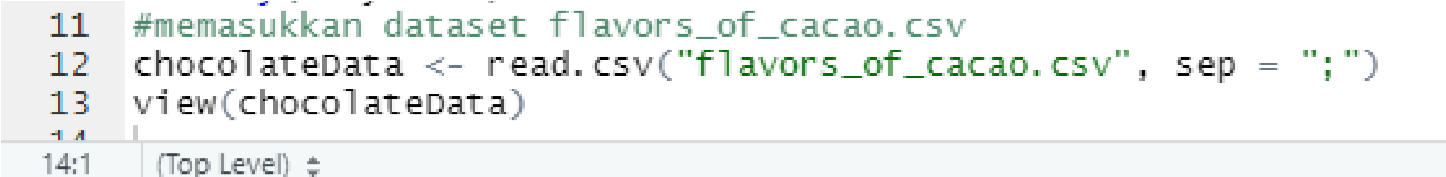 11 #memasukkan dataset flavors_of_cacao.csv
12 chocolateData <- read.csv("flavors_of_cacao.csv", sep = ";")
13 view(chocolateData)
14
14:1 (Top Level)